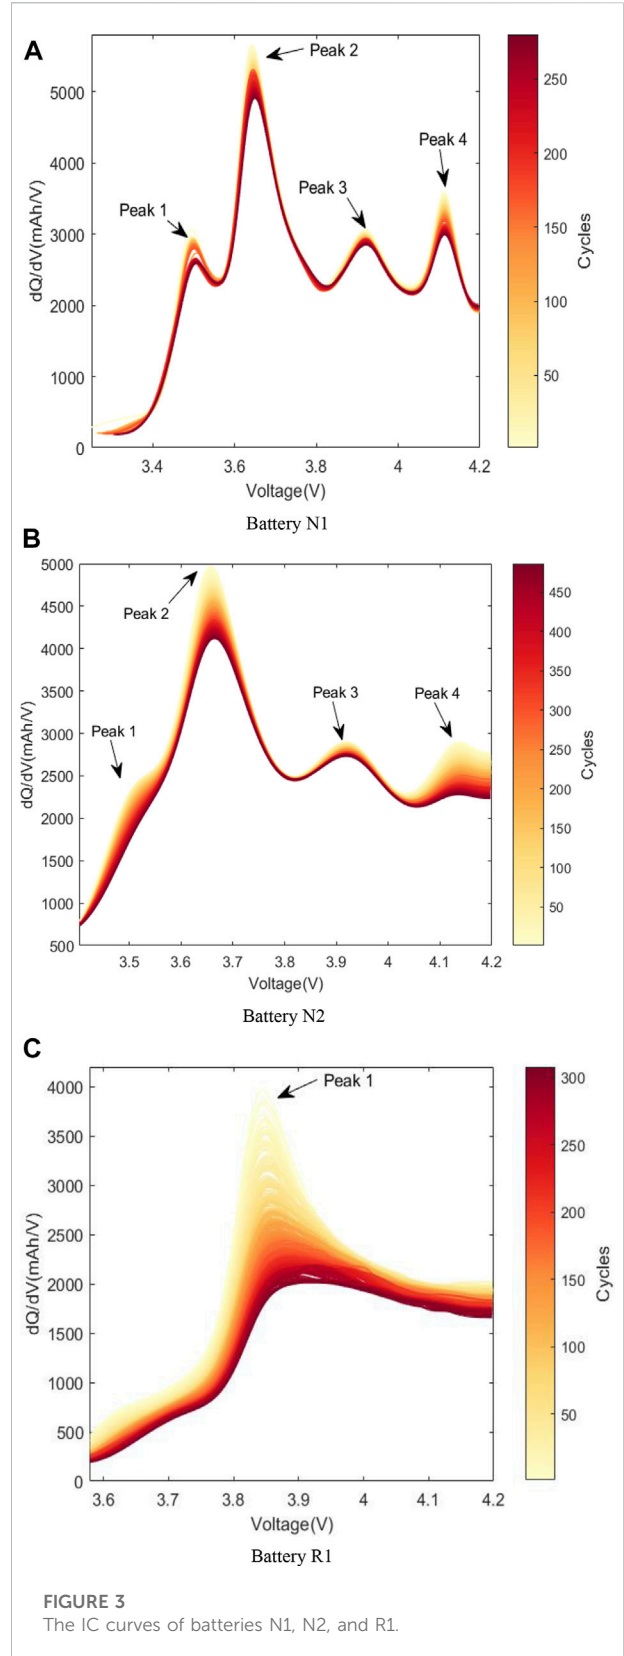 A
Peak 2
Peak 4
Peak 3
Peak 1
5000
4000
3000
2000
1000
0
dQ/dV(mAh/V)
3.4
3.6
3.8
4
4.2
Voltage(V)
250
200
150
100
50
Cycles
Battery N1
B
Peak 2
Peak 3
Peak 4
Peak 1
5000
4500
4000
3500
3000
2500
2000
1500
1000
500
dQ/dV(mAh/V)
3.5
3.6
3.7
3.8
3.9
4
4.1
4.2
Voltage(V)
450
400
350
300
250
200
150
100
50
Cycles
Battery N2
C
Peak 1
4000
3500
3000
2500
2000
1500
1000
500
0
dQ/dV(mAh/V)
3.6
3.7
3.8
3.9
4
4.1
4.2
Voltage(V)
300
250
200
150
100
50
Cycles
Battery R1
FIGURE 3
The IC curves of batteries N1, N2, and R1.